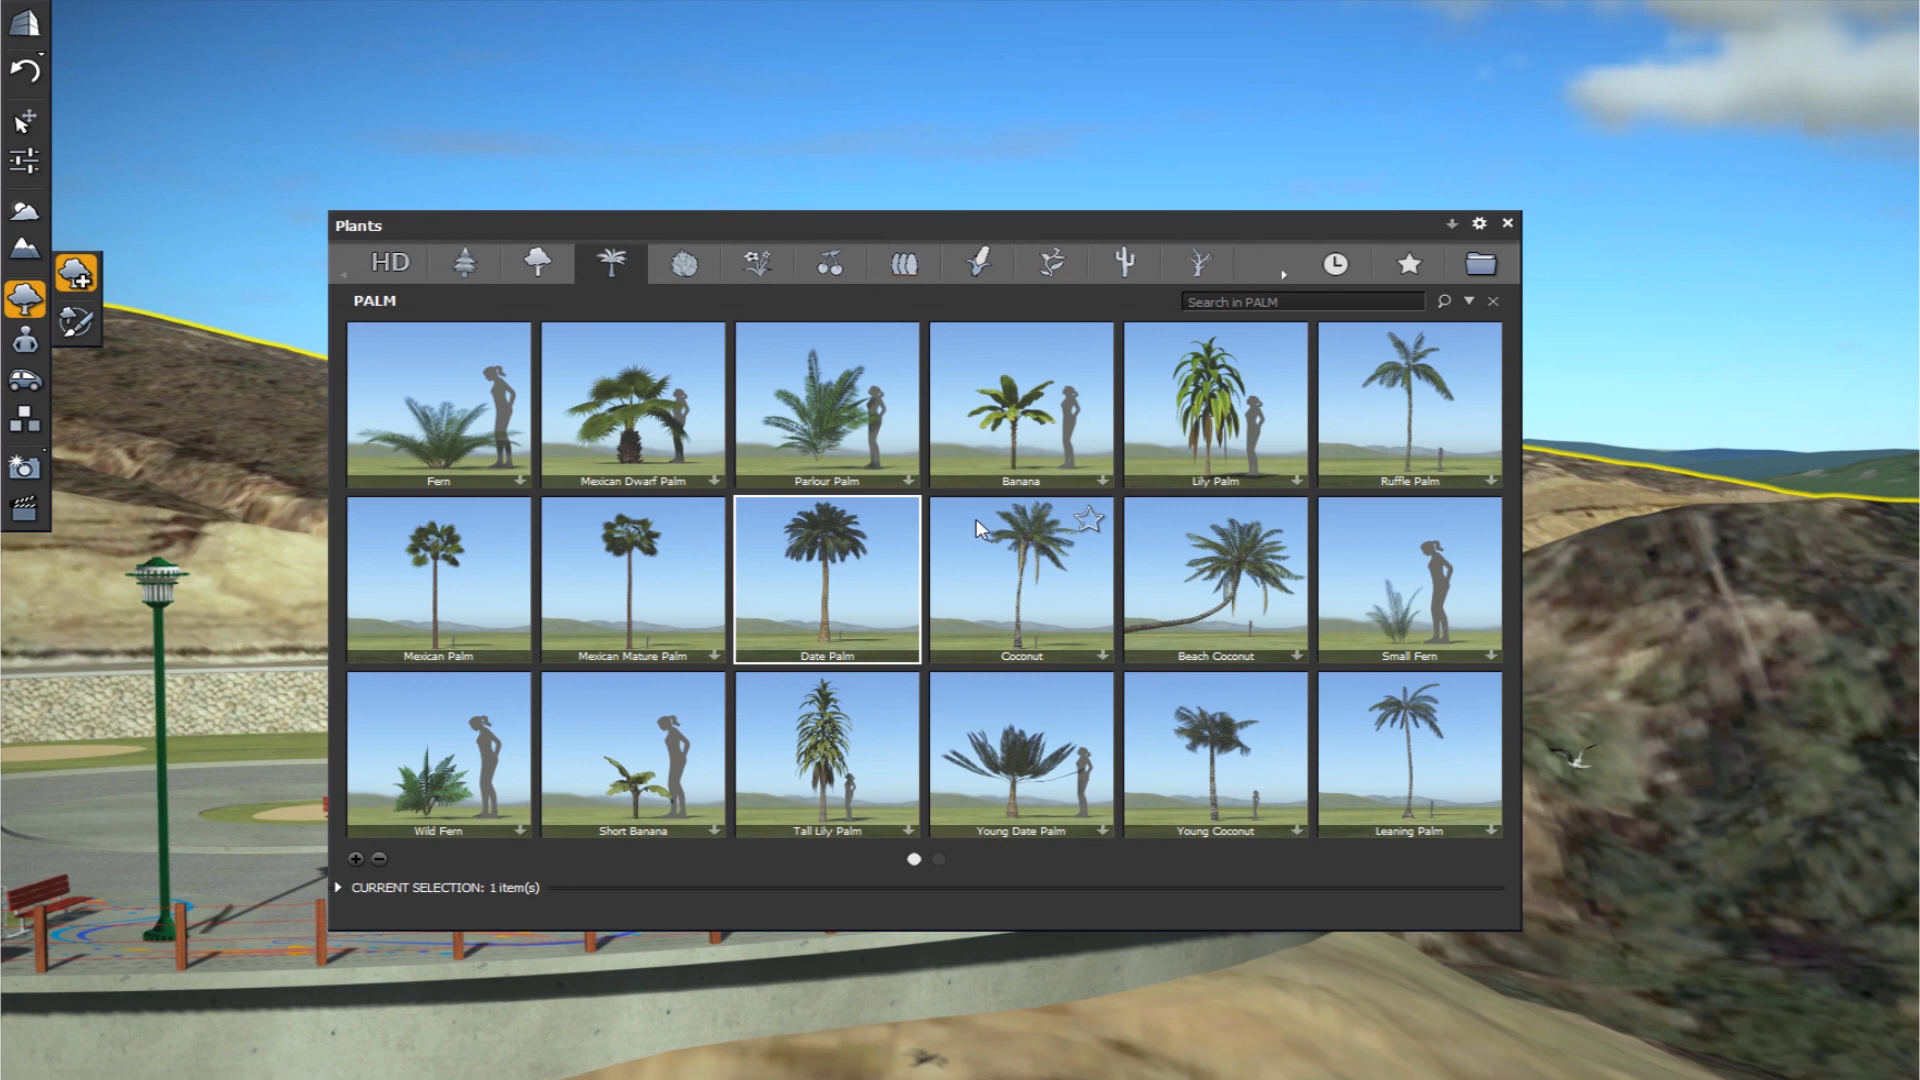 Plants
HD
PALM
Search in PALM
Fern
Mexican Dwarf Palm
Parlour Palm
Banana
Lily Palm
Ruffle Palm
Mexican Palm
Mexican Mature Palm
Date Palm
Coconut
Beach Coconut
Small Fern
Wild Fern
Short Banana
Tall Lily Palm
Young Date Palm
Young Coconut
Leaning Palm
CURRENT SELECTION: 1 item(s)